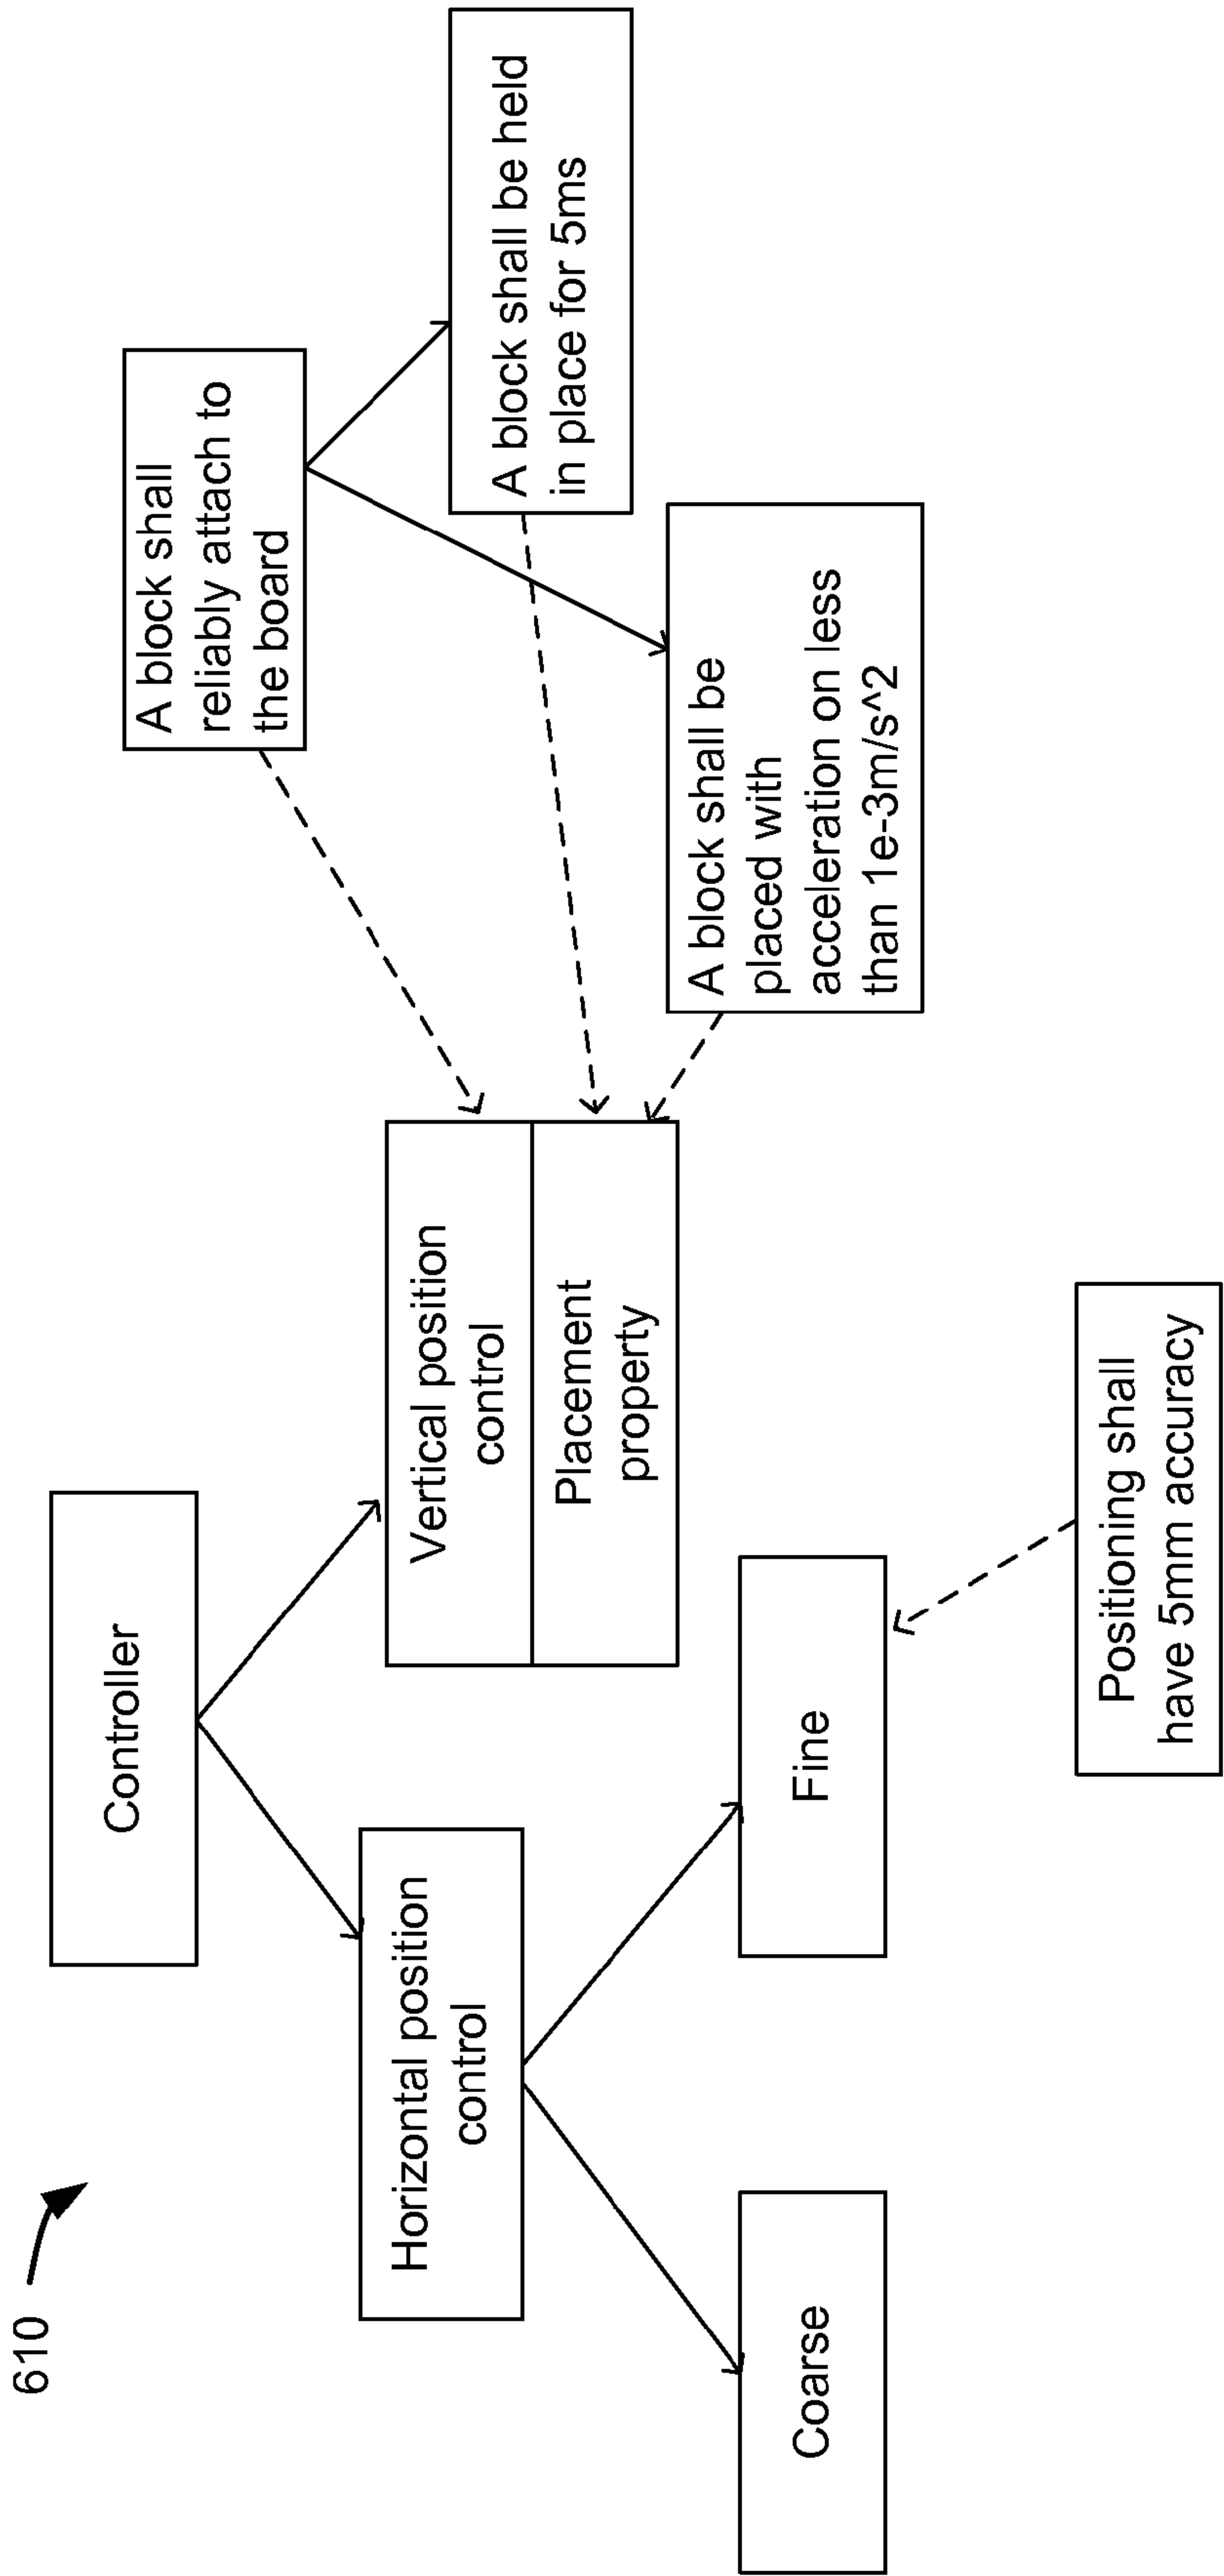 610
Controller
Horizontal position
control
Vertical position
control
Placement
property
Coarse
Fine
Positioning shall
have 5mm accuracy
A block shall
reliably attach to
the board
A block shall be held
in place for 5ms
A block shall be
placed with
acceleration on less
than 1e-3m/s^2